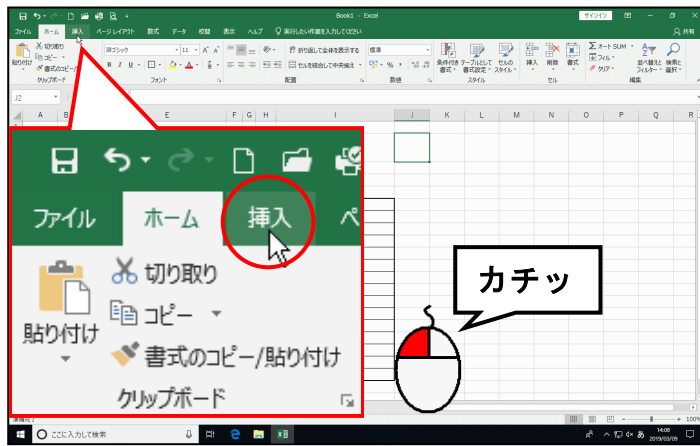 Book1 - Excel
サインイン
ファイル ホーム 挿入 ページ レイアウト 数式 データ 校閲 表示 ヘルプ 実行したい作業を入力してください 共有
貼り付け
切り取り
コピー
書式のコピー/貼り付け
クリップボード
游ゴシック 11
B I U
フォント
折り返して全体を表示する
セルを結合して中央揃え
配置
標準
数値
条件付き書式
テーブルとして書式設定
セルのスタイル
スタイル
挿入 削除 書式
セル
オート SUM
フィル
クリア
並べ替えとフィルター
検索と選択
編集
J2
A B E F G H I J K L M N O P Q R
ファイル ホーム 挿入 ペ
切り取り
コピー
貼り付け
書式のコピー/貼り付け
クリップボード
カチッ
準備完了
100%
ここに入力して検索
あ
14:08
2019/03/09